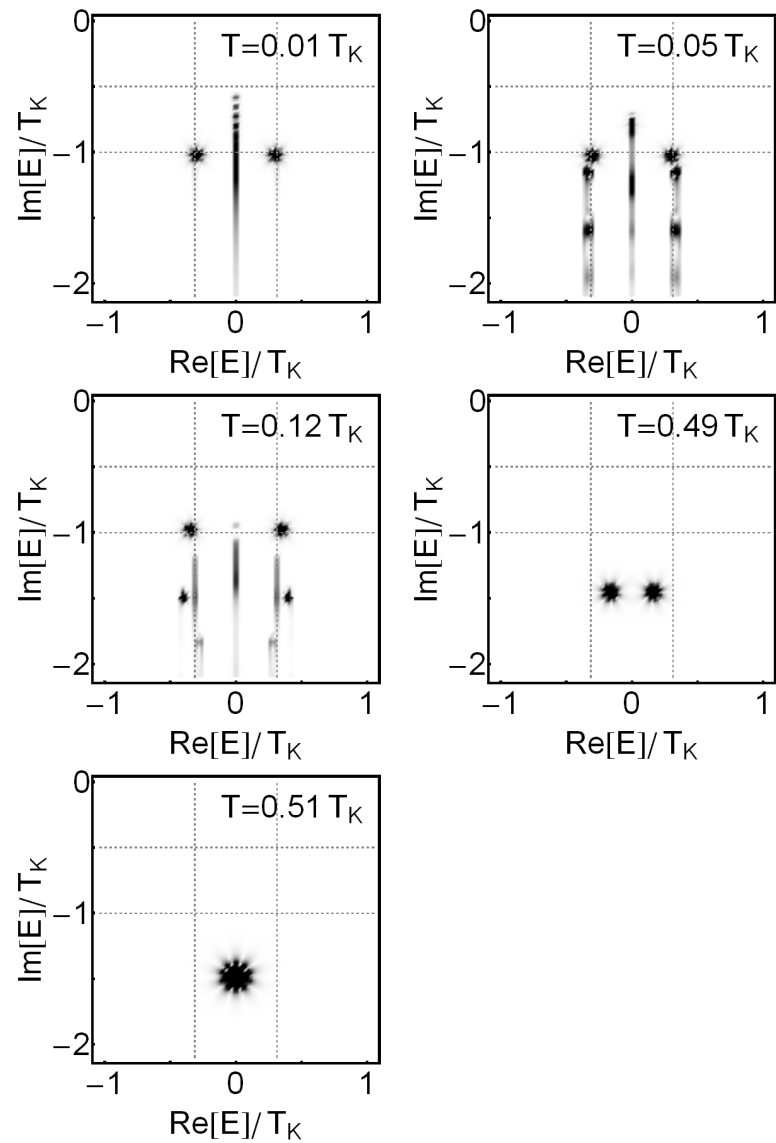 T=0.01 T_K
Im[E]/T_K
0
−1
−2
−1 0 1
Re[E]/T_K
T=0.05 T_K
Im[E]/T_K
0
−1
−2
−1 0 1
Re[E]/T_K
T=0.12 T_K
Im[E]/T_K
0
−1
−2
−1 0 1
Re[E]/T_K
T=0.49 T_K
Im[E]/T_K
0
−1
−2
−1 0 1
Re[E]/T_K
T=0.51 T_K
Im[E]/T_K
0
−1
−2
−1 0 1
Re[E]/T_K